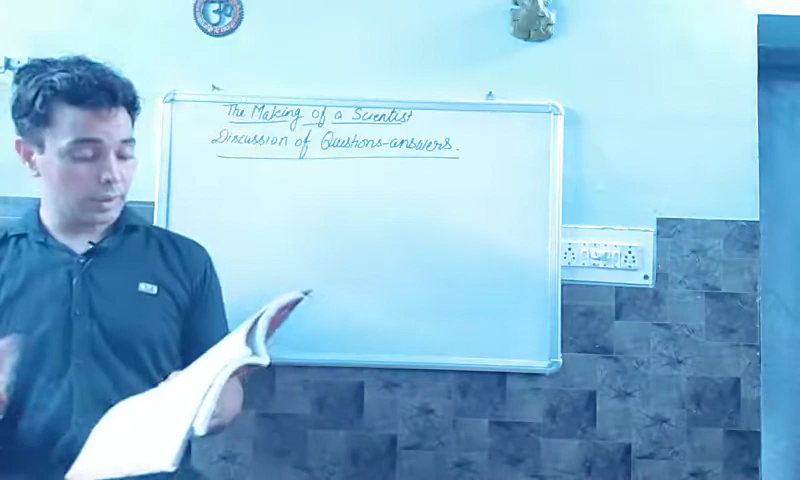 The Making of a Scientist
Discussion of Questions-answers.